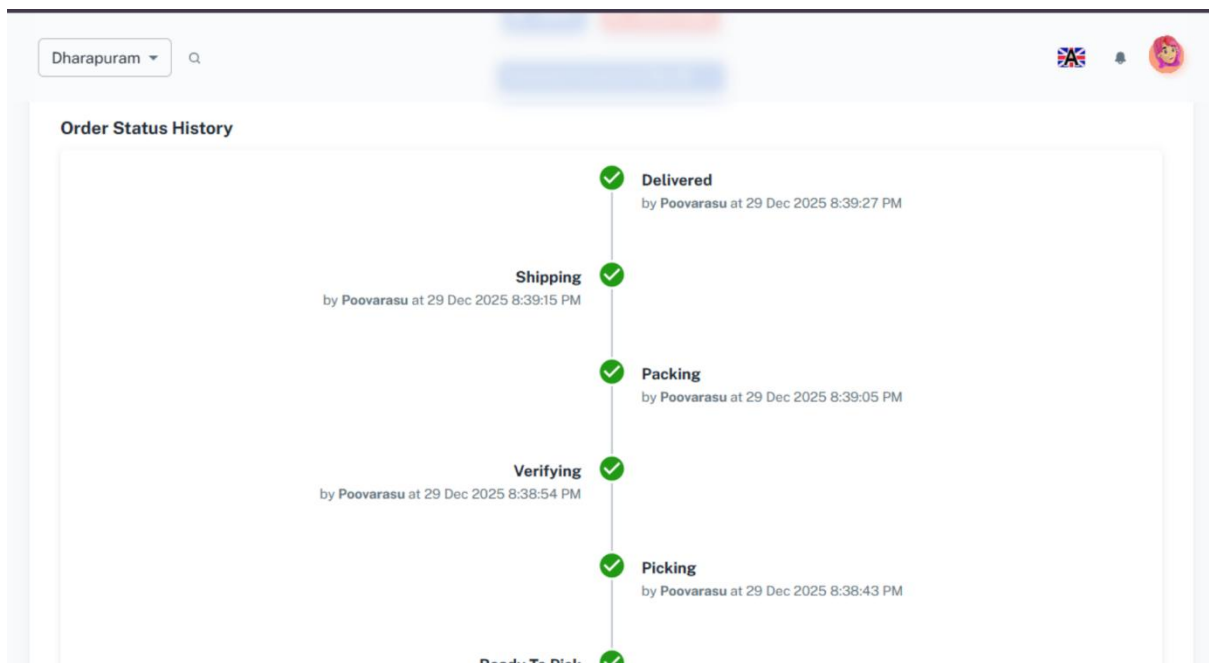 Dharapuram
Order Status History
Delivered
by Poovarasu at 29 Dec 2025 8:39:27 PM
Shipping
by Poovarasu at 29 Dec 2025 8:39:15 PM
Packing
by Poovarasu at 29 Dec 2025 8:39:05 PM
Verifying
by Poovarasu at 29 Dec 2025 8:38:54 PM
Picking
by Poovarasu at 29 Dec 2025 8:38:43 PM
Ready To Pick